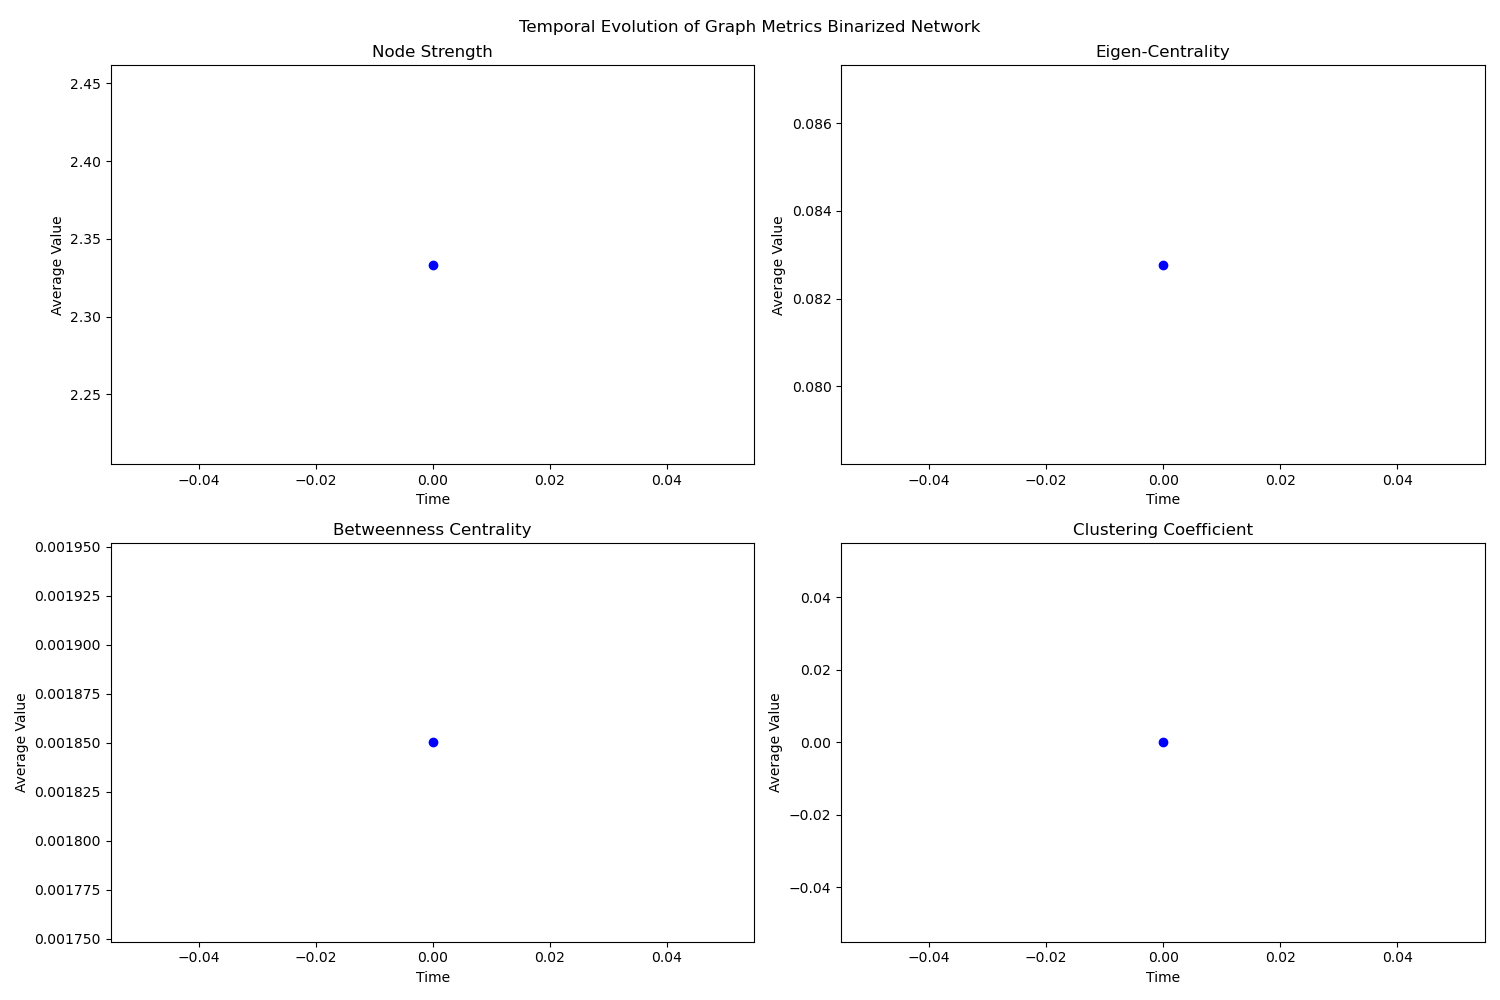 Temporal Evolution of Graph Metrics Binarized Network
Node Strength
2.45
2.40
2.35
2.30
2.25
Average Value
−0.04 −0.02 0.00 0.02 0.04
Time
Eigen-Centrality
0.086
0.084
0.082
0.080
Average Value
−0.04 −0.02 0.00 0.02 0.04
Time
Betweenness Centrality
0.001950
0.001925
0.001900
0.001875
0.001850
0.001825
0.001800
0.001775
0.001750
Average Value
−0.04 −0.02 0.00 0.02 0.04
Time
Clustering Coefficient
0.04
0.02
0.00
−0.02
−0.04
Average Value
−0.04 −0.02 0.00 0.02 0.04
Time